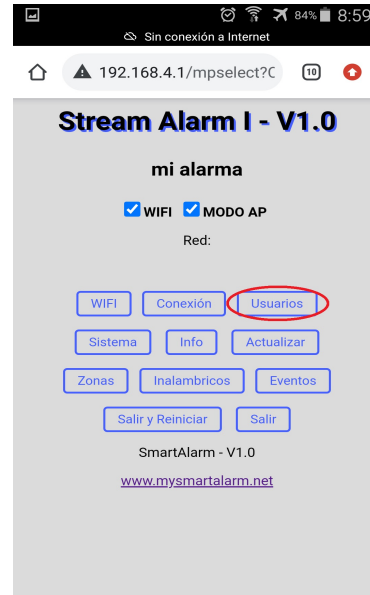 84% 8:59
Sin conexión a Internet
192.168.4.1/mpselect?C 10
Stream Alarm I - V1.0
mi alarma
WIFI MODO AP
Red:
WIFI Conexión Usuarios
Sistema Info Actualizar
Zonas Inalambricos Eventos
Salir y Reiniciar Salir
SmartAlarm - V1.0
www.mysmartalarm.net